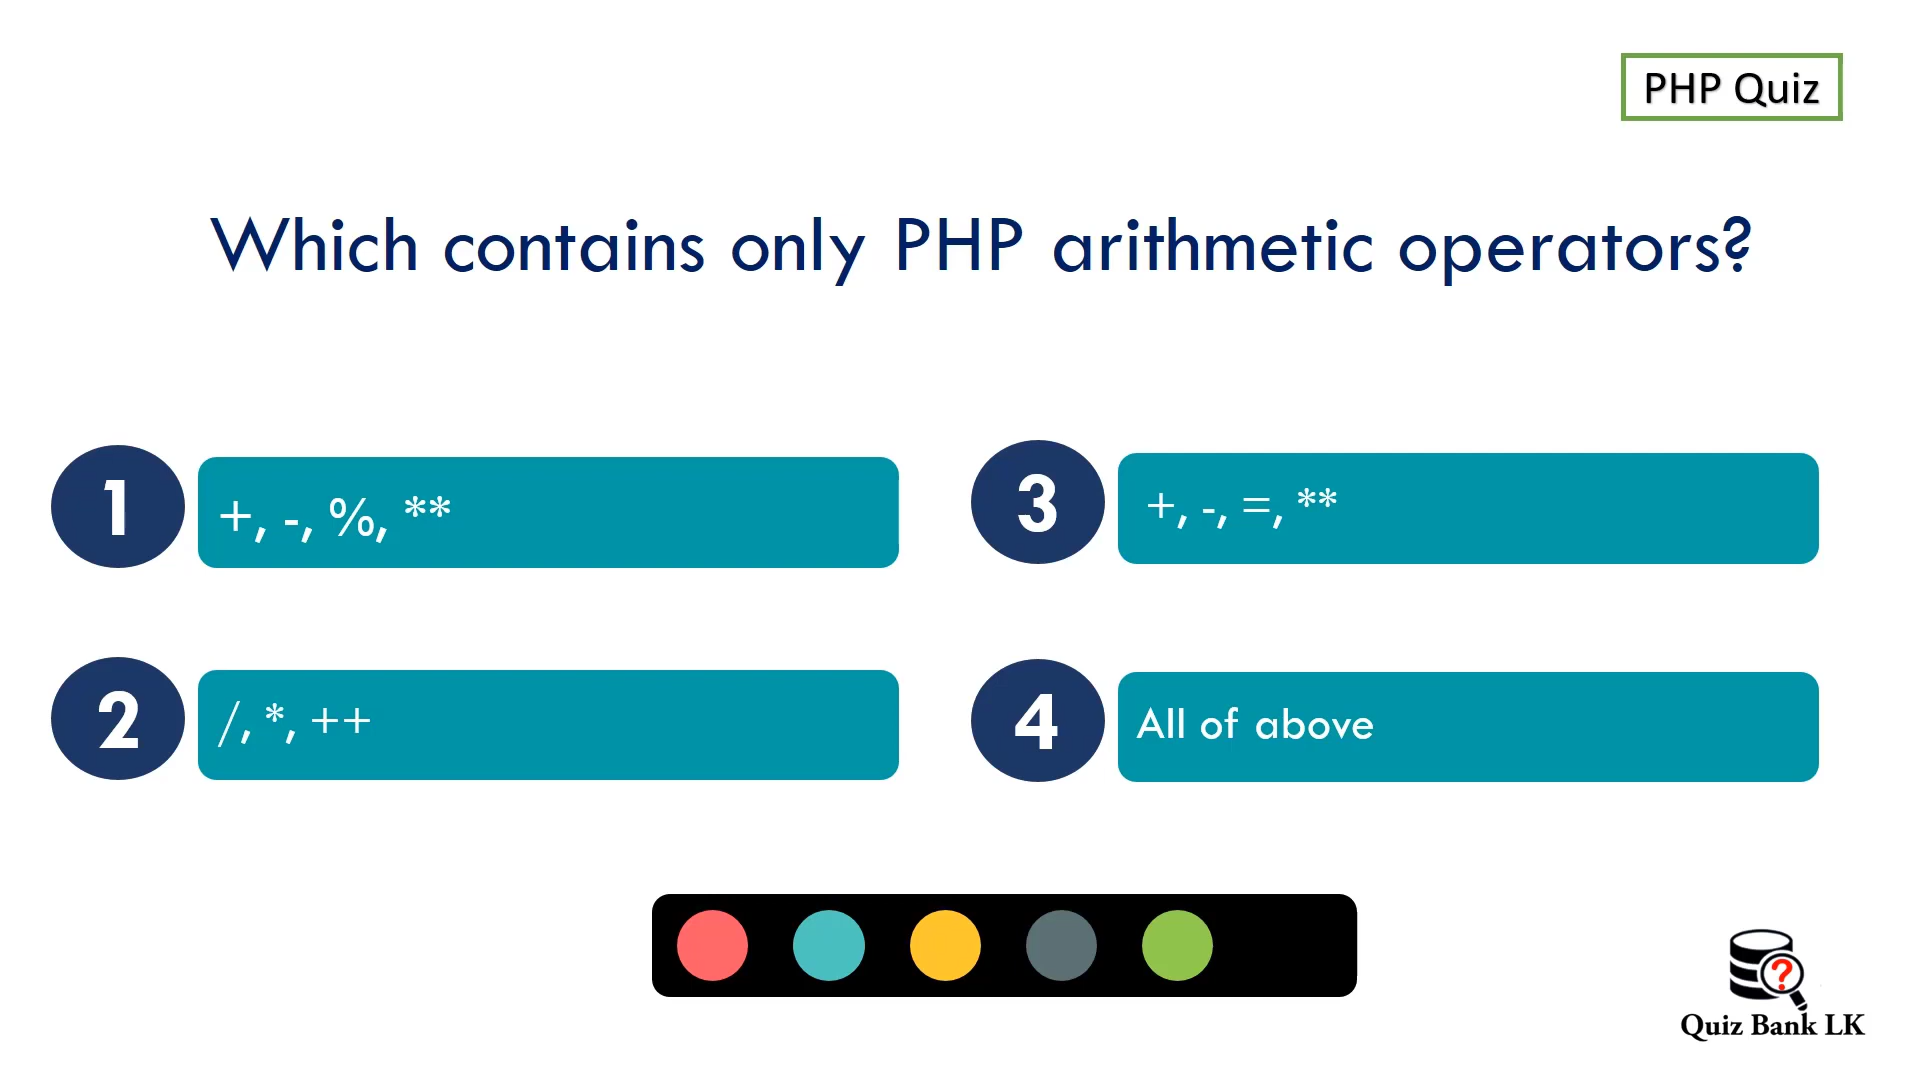 PHP Quiz
Which contains only PHP arithmetic operators?
1
+, -, %, **
2
/, *, ++
3
+, -, =, **
4
All of above
?
Quiz Bank LK